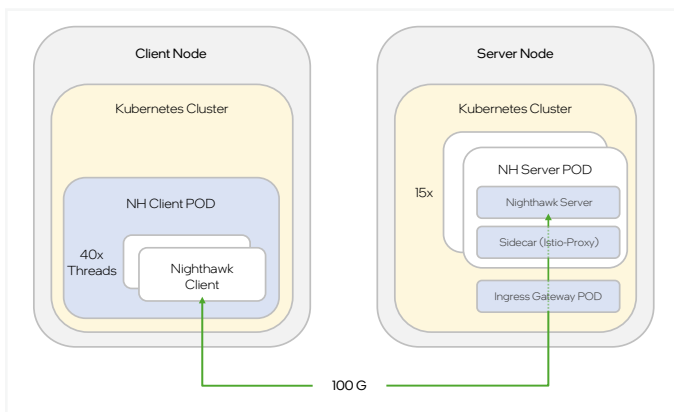 Client Node
Kubernetes Cluster
NH Client POD
40x
Threads
Nighthawk
Client
Server Node
Kubernetes Cluster
15x
NH Server POD
Nighthawk Server
Sidecar (Istio-Proxy)
Ingress Gateway POD
100 G